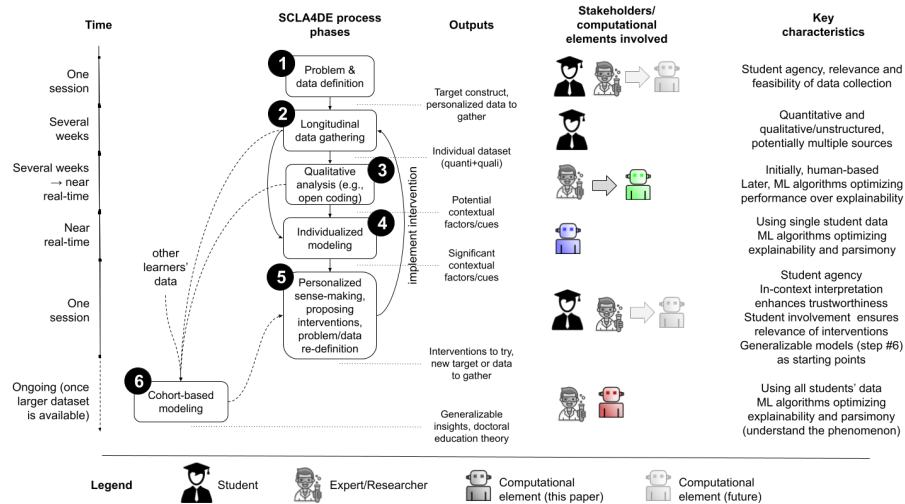 Time
SCLA4DE process
phases
Outputs
Stakeholders/
computational
elements involved
Key
characteristics
One
session
1
Problem &
data definition
Target construct,
personalized data to
gather
Student agency, relevance and
feasibility of data collection
Several
weeks
2
Longitudinal
data gathering
Individual dataset
(quanti+quali)
Quantitative and
qualitative/unstructured,
potentially multiple sources
Several weeks
→ near
real-time
3
Qualitative
analysis (e.g.,
open coding)
Potential
contextual
factors/cues
Initially, human-based
Later, ML algorithms optimizing
performance over explainability
Near
real-time
4
Individualized
modeling
implement intervention
Significant
contextual
factors/cues
Using single student data
ML algorithms optimizing
explainability and parsimony
other
learners'
data
One
session
5
Personalized
sense-making,
proposing
interventions,
problem/data
re-definition
Interventions to try,
new target or data
to gather
Student agency
In-context interpretation
enhances trustworthiness
Student involvement ensures
relevance of interventions
Generalizable models (step #6)
as starting points
Ongoing (once
larger dataset
is available)
6
Cohort-based
modeling
Generalizable
insights, doctoral
education theory
Using all students' data
ML algorithms optimizing
explainability and parsimony
(understand the phenomenon)
Legend
Student
Expert/Researcher
Computational
element (this paper)
Computational
element (future)